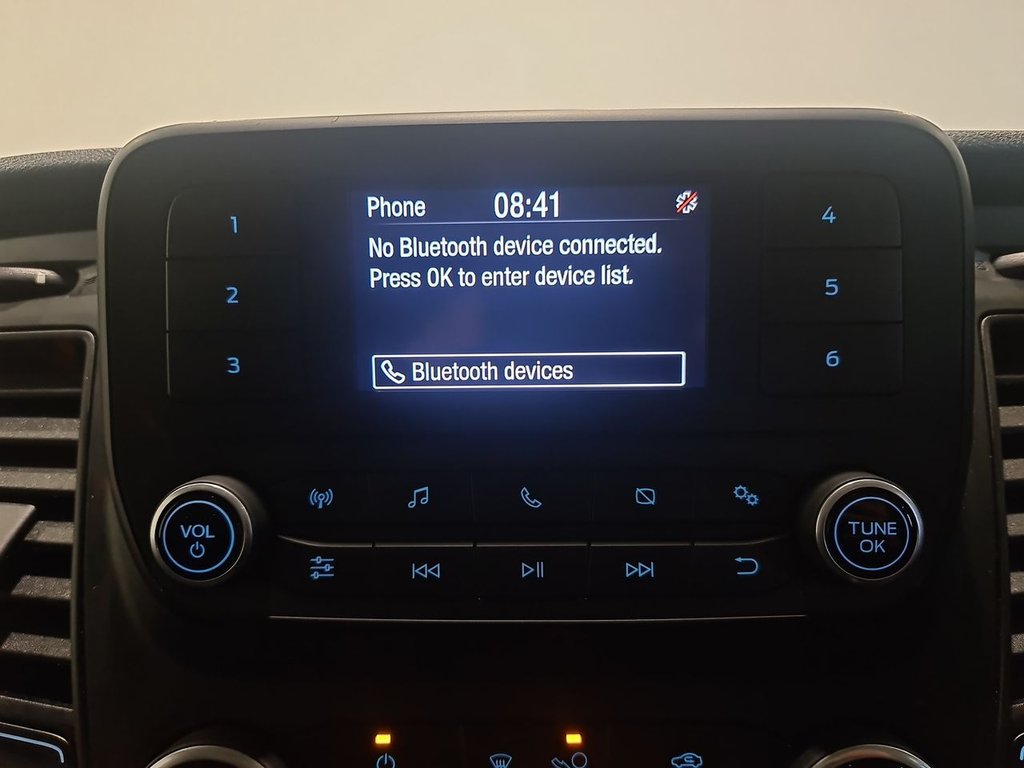 Phone 08:41
No Bluetooth device connected.
Press OK to enter device list.
Bluetooth devices
1
2
3
4
5
6
VOL
TUNE
OK